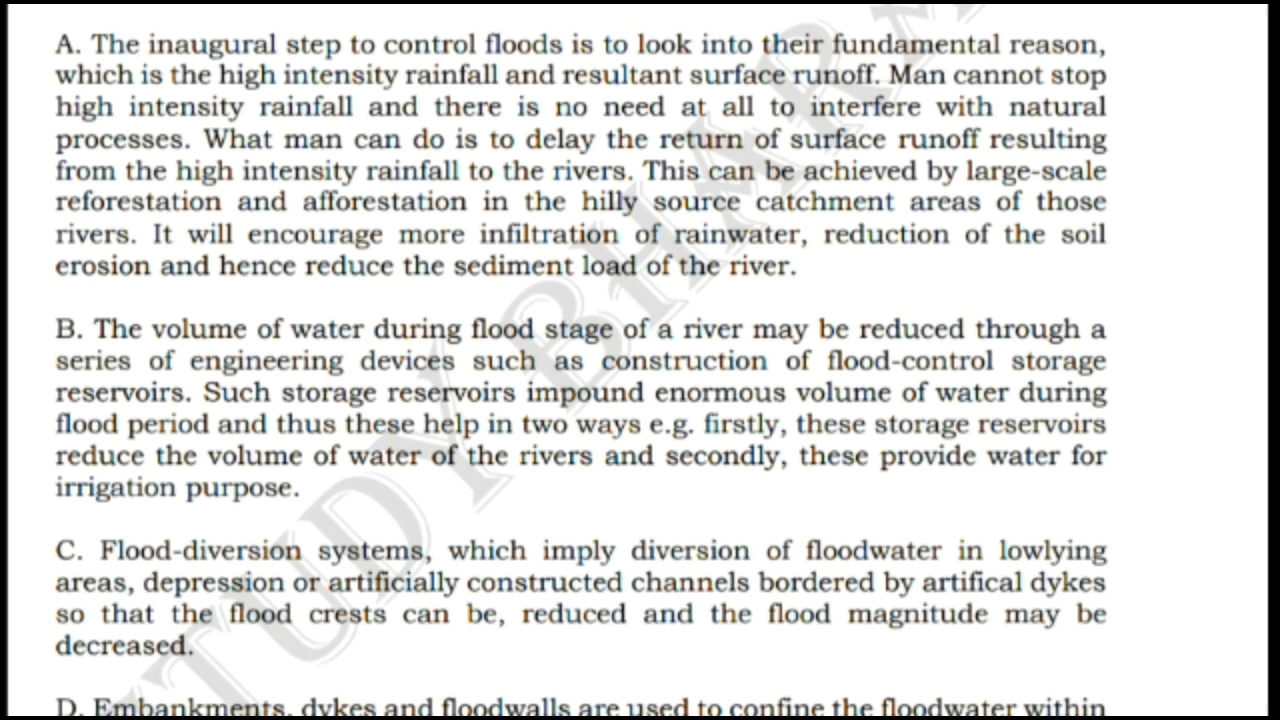 A. The inaugural step to control floods is to look into their fundamental reason,
which is the high intensity rainfall and resultant surface runoff. Man cannot stop
high intensity rainfall and there is no need at all to interfere with natural
processes. What man can do is to delay the return of surface runoff resulting
from the high intensity rainfall to the rivers. This can be achieved by large-scale
reforestation and afforestation in the hilly source catchment areas of those
rivers. It will encourage more infiltration of rainwater, reduction of the soil
erosion and hence reduce the sediment load of the river.
B. The volume of water during flood stage of a river may be reduced through a
series of engineering devices such as construction of flood-control storage
reservoirs. Such storage reservoirs impound enormous volume of water during
flood period and thus these help in two ways e.g. firstly, these storage reservoirs
reduce the volume of water of the rivers and secondly, these provide water for
irrigation purpose.
C. Flood-diversion systems, which imply diversion of floodwater in lowlying
areas, depression or artificially constructed channels bordered by artifical dykes
so that the flood crests can be, reduced and the flood magnitude may be
decreased.
D. Embankments, dykes and floodwalls are used to confine the floodwater within